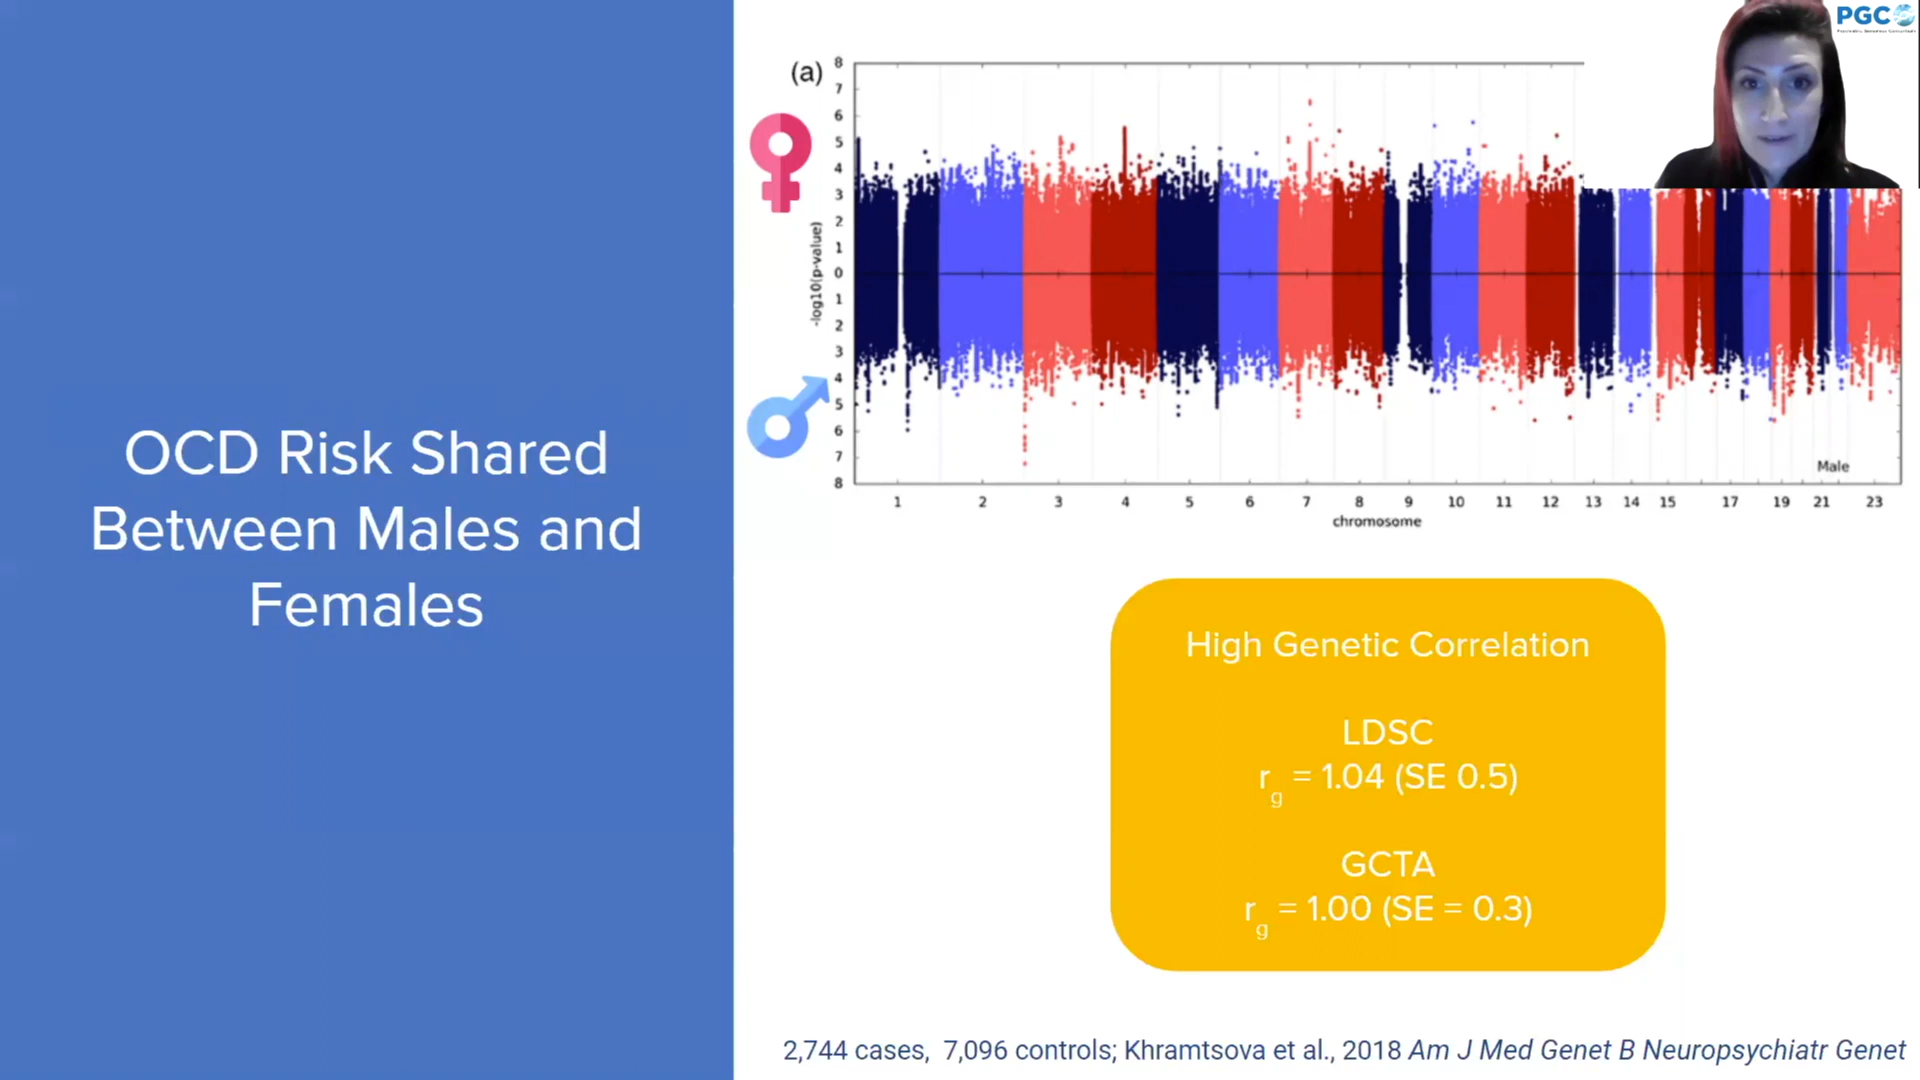 OCD Risk Shared
Between Males and
Females
PGC
(a)
8
7
6
5
4
3
2
1
0
1
2
3
4
5
6
7
8
-log10(p-value)
Male
1 2 3 4 5 6 7 8 9 10 11 12 13 14 15 17 19 21 23
chromosome
High Genetic Correlation
LDSC
rg = 1.04 (SE 0.5)
GCTA
rg = 1.00 (SE = 0.3)
2,744 cases, 7,096 controls; Khramtsova et al., 2018 Am J Med Genet B Neuropsychiatr Genet